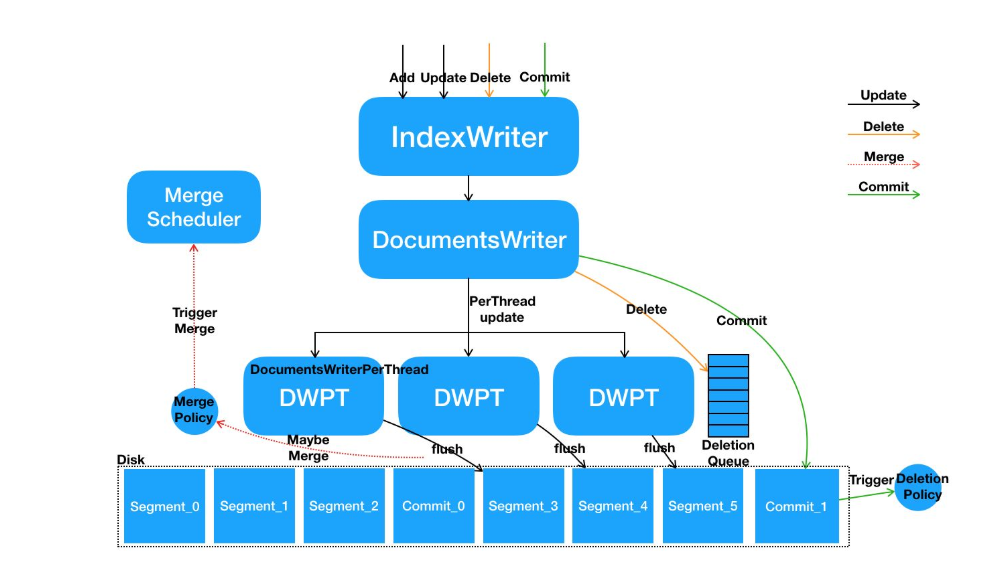 Add Update Delete Commit
IndexWriter
Update
Delete
Merge
Commit
Merge
Scheduler
DocumentsWriter
PerThread
update
Delete
Commit
Trigger
Merge
DocumentsWriterPerThread
DWPT
DWPT
DWPT
Merge
Policy
Maybe
Merge
flush
flush
flush
Deletion
Queue
Disk
Segment_0
Segment_1
Segment_2
Commit_0
Segment_3
Segment_4
Segment_5
Commit_1
Trigger
Deletion
Policy